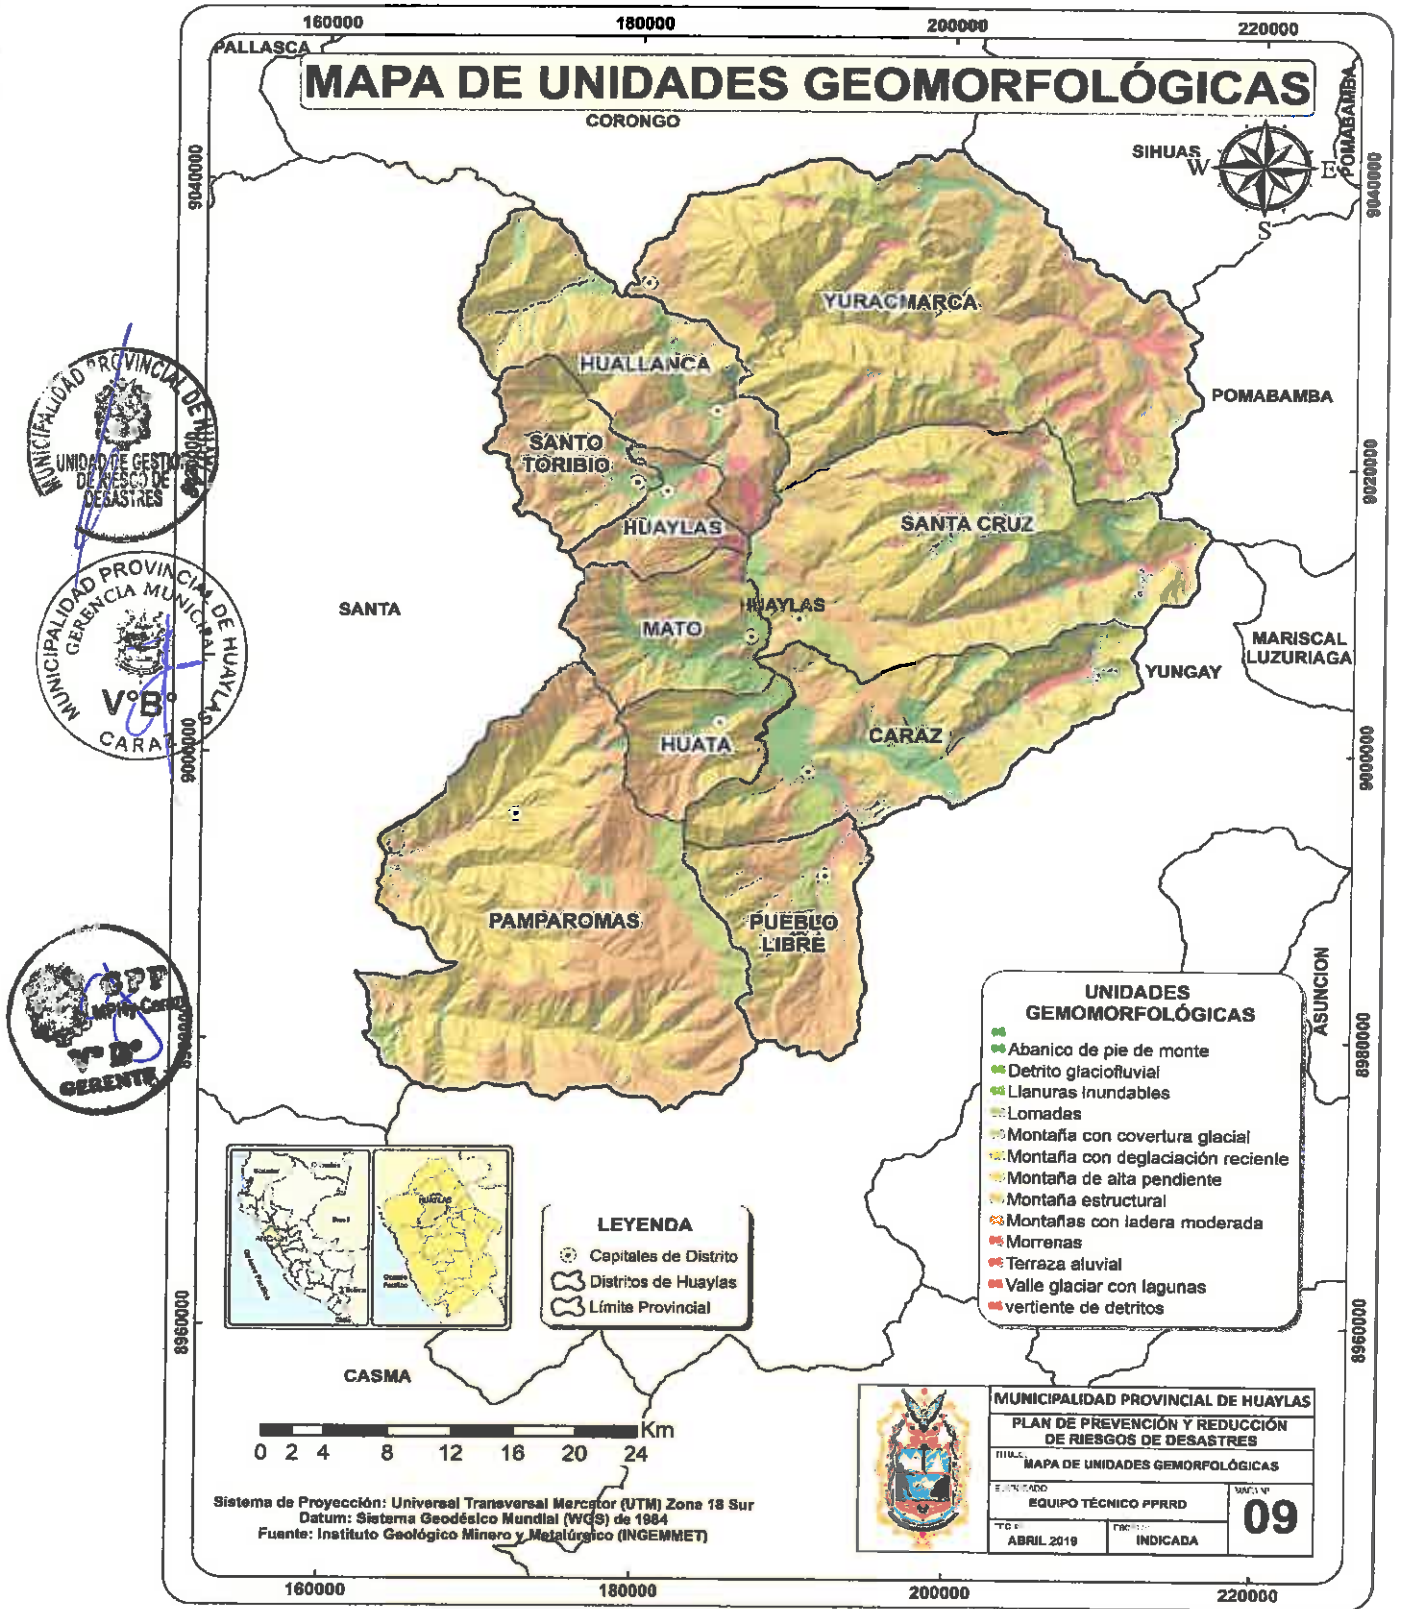 160000
180000
200000
220000
PALLASCA
MAPA DE UNIDADES GEOMORFOLÓGICAS
CORONGO
SIHUAS
POMABAMBA
W
E
S
9040000
9040000
YURACMARCA
HUALLANCA
POMABAMBA
SANTO
TORIBIO
9020000
HUAYLAS
SANTA CRUZ
MUNICIPALIDAD PROVINCIAL DE
UNIDAD DE GESTION
DE RIESGO DE
DESASTRES
SANTA
HUAYLAS
MATO
MARISCAL
LUZURIAGA
YUNGAY
MUNICIPALIDAD PROVINCIAL DE HUAYLAS
GERENCIA MUNICIPAL
V°B°
CARAZ
9000000
9000000
HUATA
CARAZ
PAMPAROMAS
PUEBLO
LIBRE
V° B°
GERENTE
ASUNCION
8980000
UNIDADES
GEMOMORFOLÓGICAS
Abanico de pie de monte
Detrito glaciofluvial
Llanuras Inundables
Lomadas
Montaña con covertura glacial
Montaña con deglaciación reciente
Montaña de alta pendiente
Montaña estructural
Montañas con ladera moderada
Morrenas
Terraza aluvial
Valle glaciar con lagunas
vertiente de detritos
HUAYLAS
LEYENDA
Capitales de Distrito
Distritos de Huaylas
Límite Provincial
8960000
8960000
CASMA
Km
0 2 4 8 12 16 20 24
Sistema de Proyección: Universal Transversal Mercator (UTM) Zona 18 Sur
Datum: Sistema Geodésico Mundial (WGS) de 1984
Fuente: Instituto Geológico Minero y Metalúrgico (INGEMMET)
MUNICIPALIDAD PROVINCIAL DE HUAYLAS
PLAN DE PREVENCIÓN Y REDUCCIÓN
DE RIESGOS DE DESASTRES
MAPA DE UNIDADES GEMORFOLÓGICAS
EQUIPO TÉCNICO PPRRD
09
ABRIL 2019
INDICADA
160000
180000
200000
220000